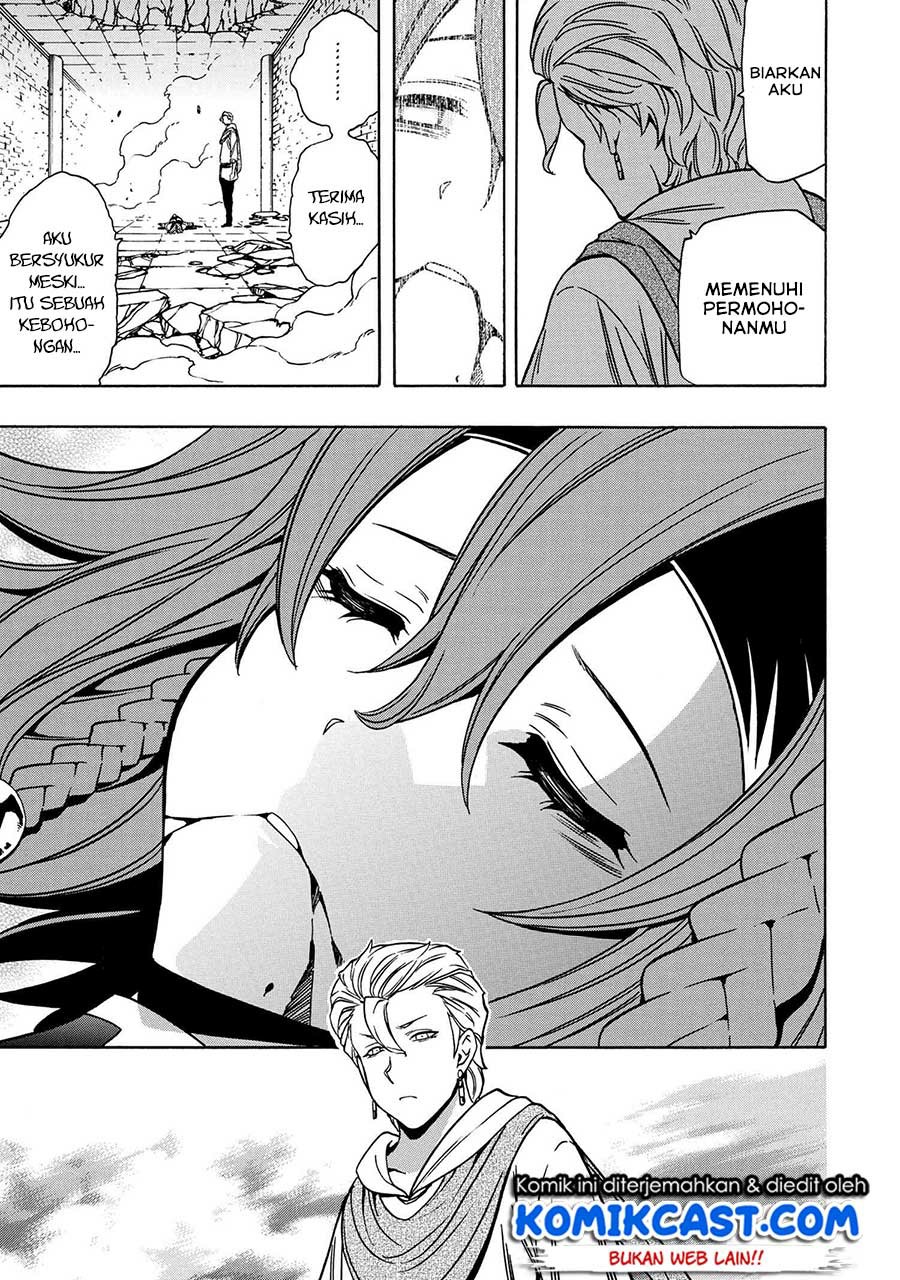 BIARKAN
AKU
MEMENUHI
PERMOHO-
NANMU
.......
TERIMA
KASIH...
AKU
BERSYUKUR
MESKI...
ITU SEBUAH
KEBOHO-
NGAN...
Komik ini diterjemahkan & diedit oleh
KOMIKCAST.COM
BUKAN WEB LAIN!!